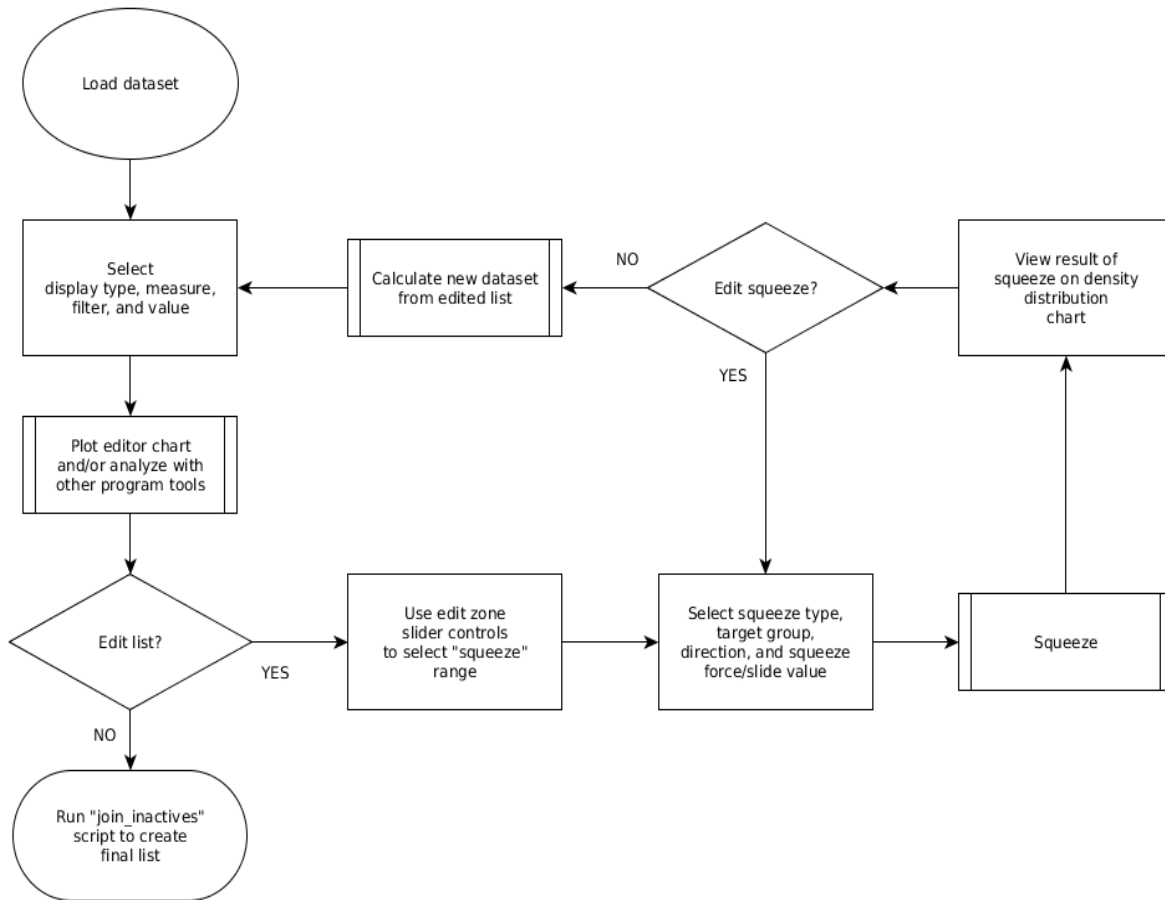 Load dataset
Select
display type, measure,
filter, and value
Calculate new dataset
from edited list
NO
Edit squeeze?
YES
View result of
squeeze on density
distribution
chart
Plot editor chart
and/or analyze with
other program tools
Edit list?
YES
NO
Use edit zone
slider controls
to select "squeeze"
range
Select squeeze type,
target group,
direction, and squeeze
force/slide value
Squeeze
Run "join_inactives"
script to create
final list